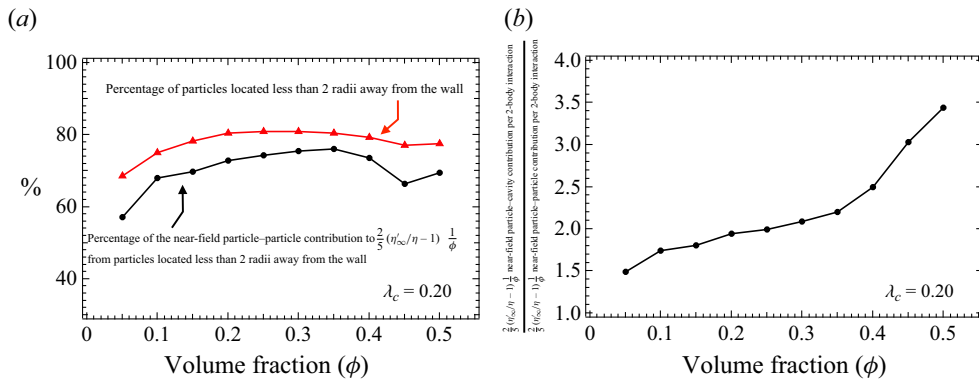 (a)
100
80
%
60
40
Percentage of particles located less than 2 radii away from the wall
Percentage of the near-field particle–particle contribution to 2/5 (η′∞/η − 1) 1/ϕ
from particles located less than 2 radii away from the wall
λc = 0.20
0 0.1 0.2 0.3 0.4 0.5
Volume fraction (ϕ)
(b)
2/5 (η′∞/η − 1) 1/ϕ near-field particle–cavity contribution per 2-body interaction
2/5 (η′∞/η − 1) 1/ϕ near-field particle–particle contribution per 2-body interaction
4.0
3.5
3.0
2.5
2.0
1.5
1.0
λc = 0.20
0 0.1 0.2 0.3 0.4 0.5
Volume fraction (ϕ)